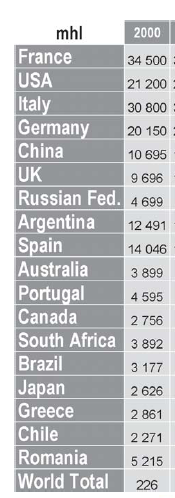 mhl 2000
France 34 500
USA 21 200
Italy 30 800
Germany 20 150
China 10 695
UK 9 696
Russian Fed. 4 699
Argentina 12 491
Spain 14 046
Australia 3 899
Portugal 4 595
Canada 2 756
South Africa 3 892
Brazil 3 177
Japan 2 626
Greece 2 861
Chile 2 271
Romania 5 215
World Total 226